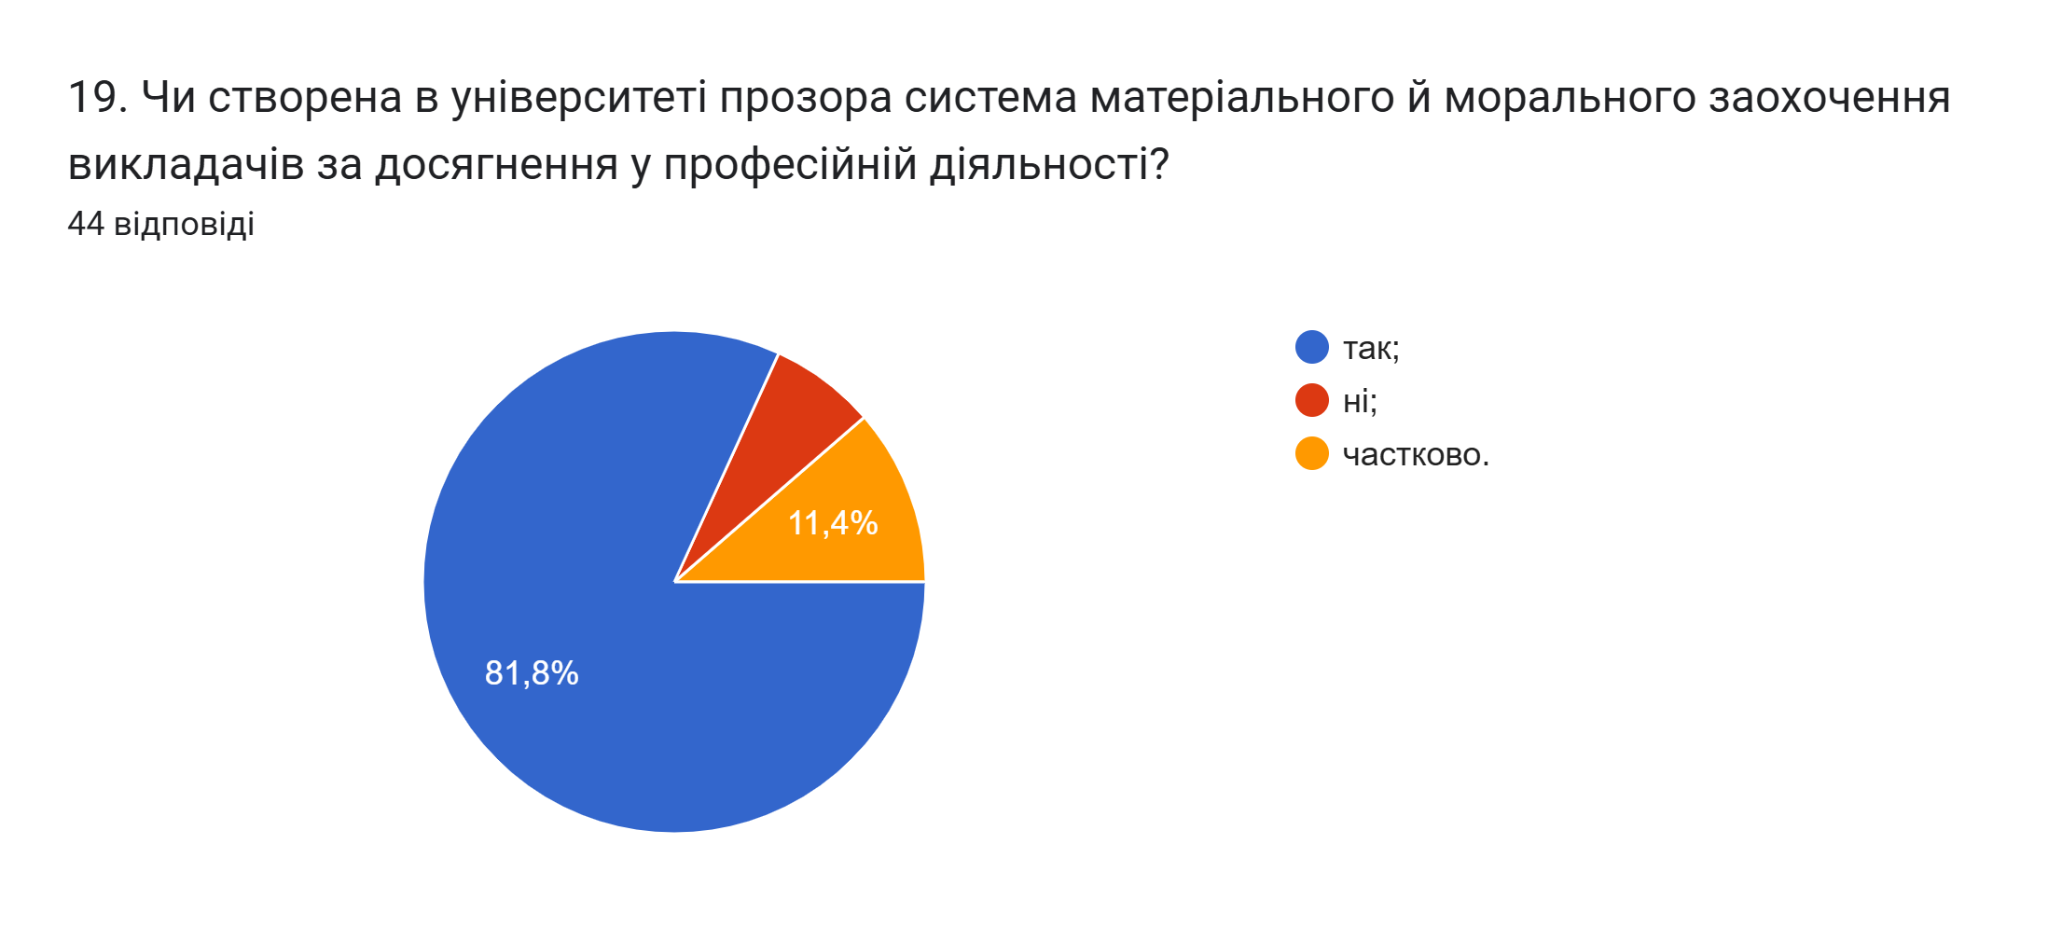 19. Чи створена в університеті прозора система матеріального й морального заохочення
викладачів за досягнення у професійній діяльності?
44 відповіді
так;
ні;
частково.
11,4%
81,8%